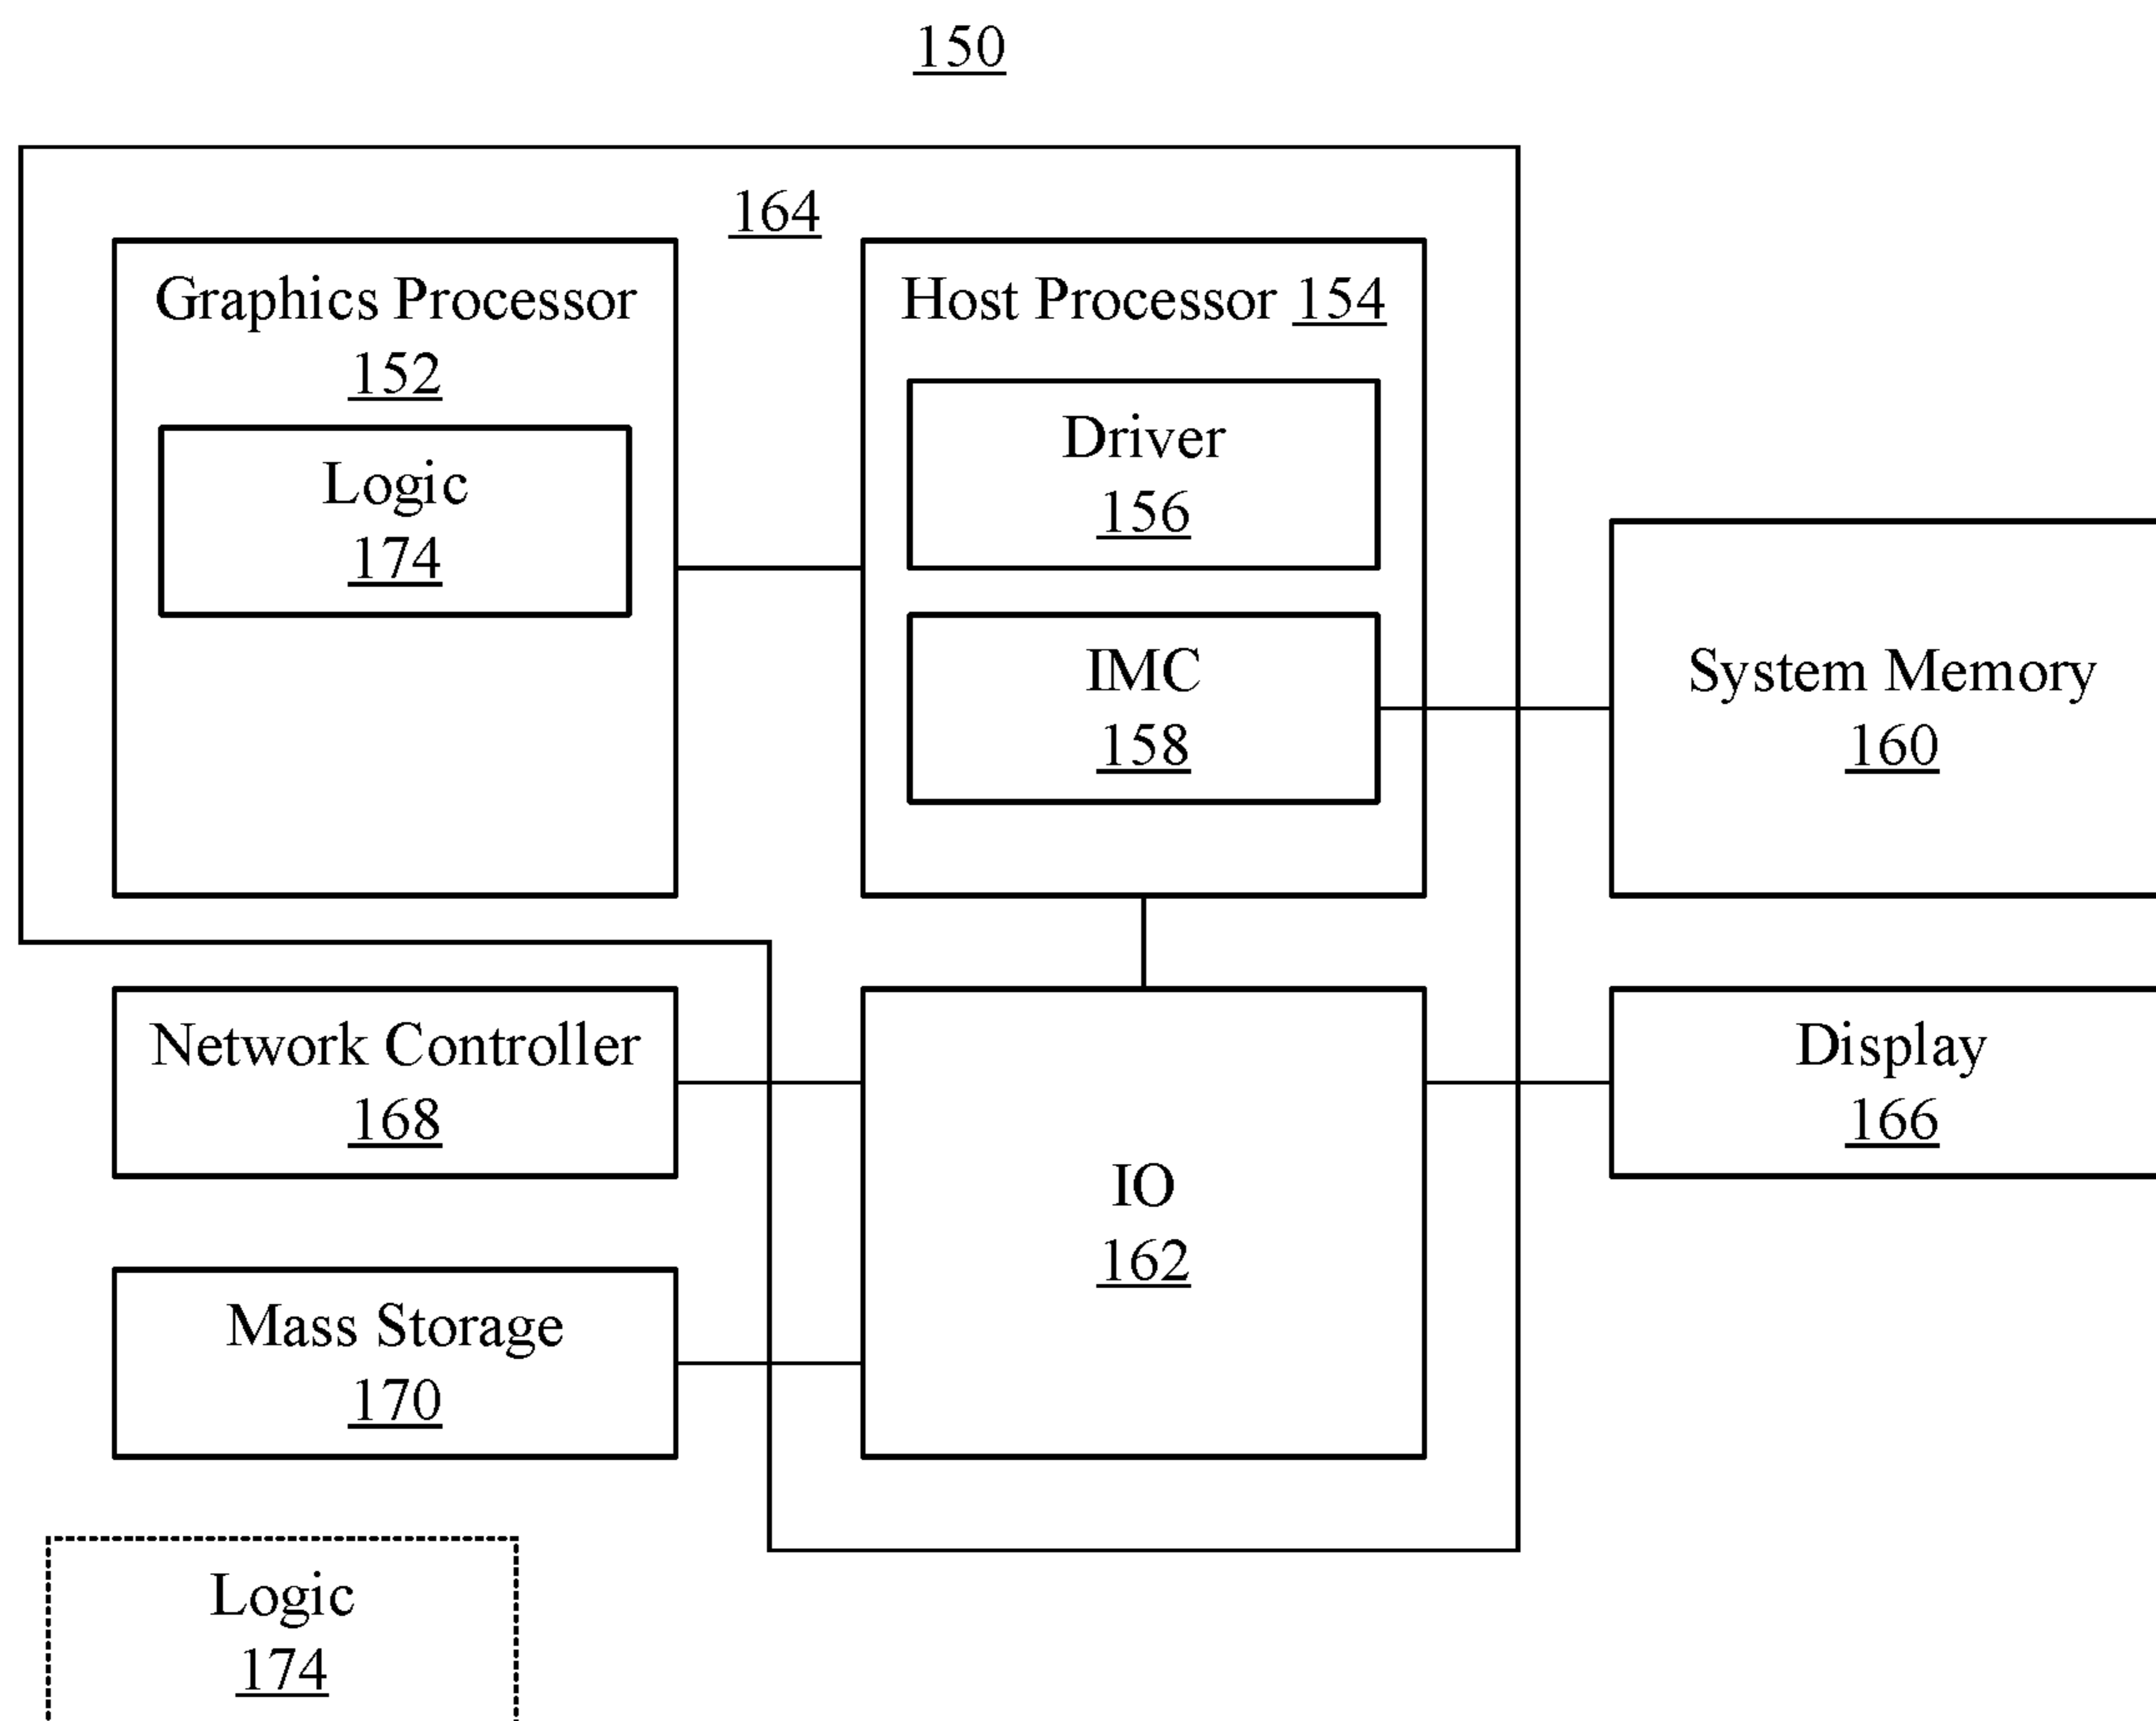 150
164
Graphics Processor
152
Logic
174
Host Processor 154
Driver
156
IMC
158
System Memory
160
Network Controller
168
IO
162
Display
166
Mass Storage
170
Logic
174